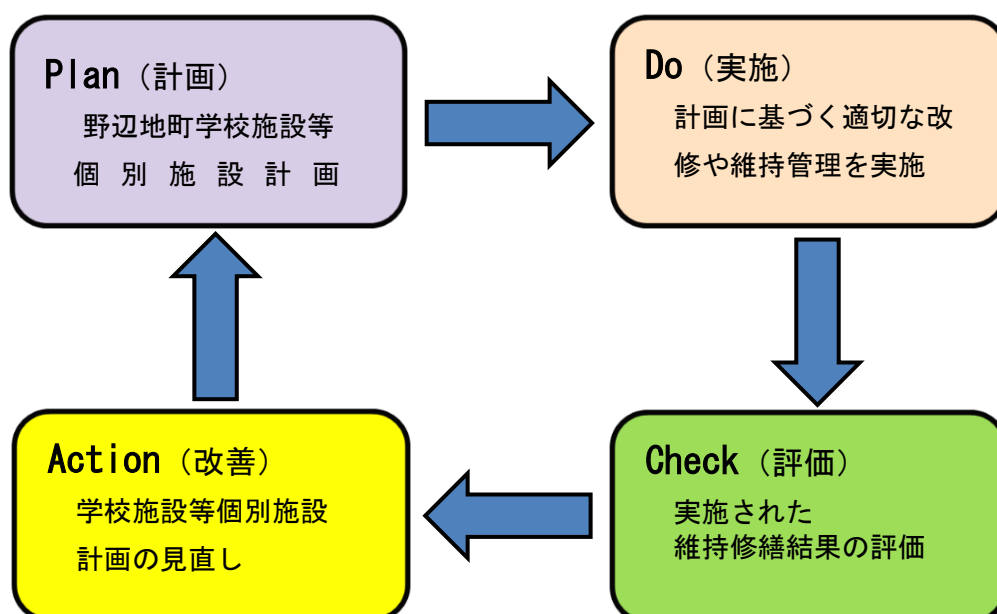 Plan（計画）
野辺地町学校施設等
個別施設計画
Do（実施）
計画に基づく適切な改
修や維持管理を実施
Check（評価）
実施された
維持修繕結果の評価
Action（改善）
学校施設等個別施設
計画の見直し